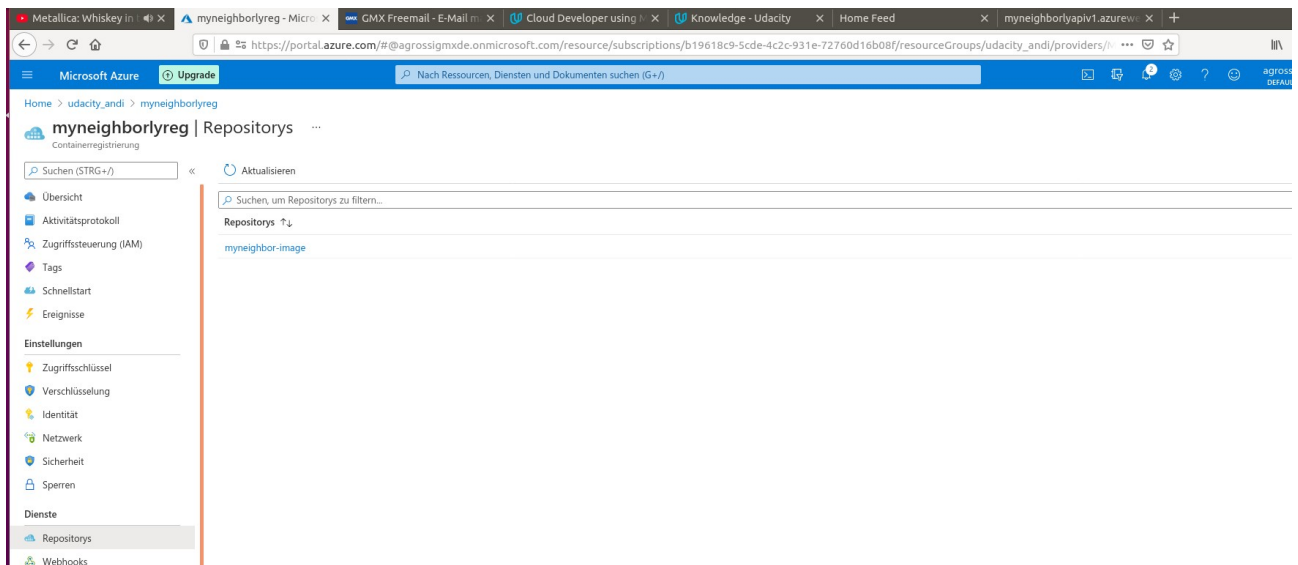 Metallica: Whiskey in t
myneighborlyreg - Micro
GMX Freemail - E-Mail m
Cloud Developer using M
Knowledge - Udacity
Home Feed
myneighborlyapiv1.azurewe
https://portal.azure.com/#@agrossigmxde.onmicrosoft.com/resource/subscriptions/b19618c9-5cde-4c2c-931e-72760d16b08f/resourceGroups/udacity_andi/providers/M
Microsoft Azure
Upgrade
Nach Ressourcen, Diensten und Dokumenten suchen (G+/)
2
agross
DEFAUL
Home > udacity_andi > myneighborlyreg
myneighborlyreg | Repositorys ...
Containerregistrierung
Suchen (STRG+/)
«
Aktualisieren
Übersicht
Suchen, um Repositorys zu filtern...
Aktivitätsprotokoll
Repositorys ↑↓
Zugriffssteuerung (IAM)
myneighbor-image
Tags
Schnellstart
Ereignisse
Einstellungen
Zugriffsschlüssel
Verschlüsselung
Identität
Netzwerk
Sicherheit
Sperren
Dienste
Repositorys
Webhooks